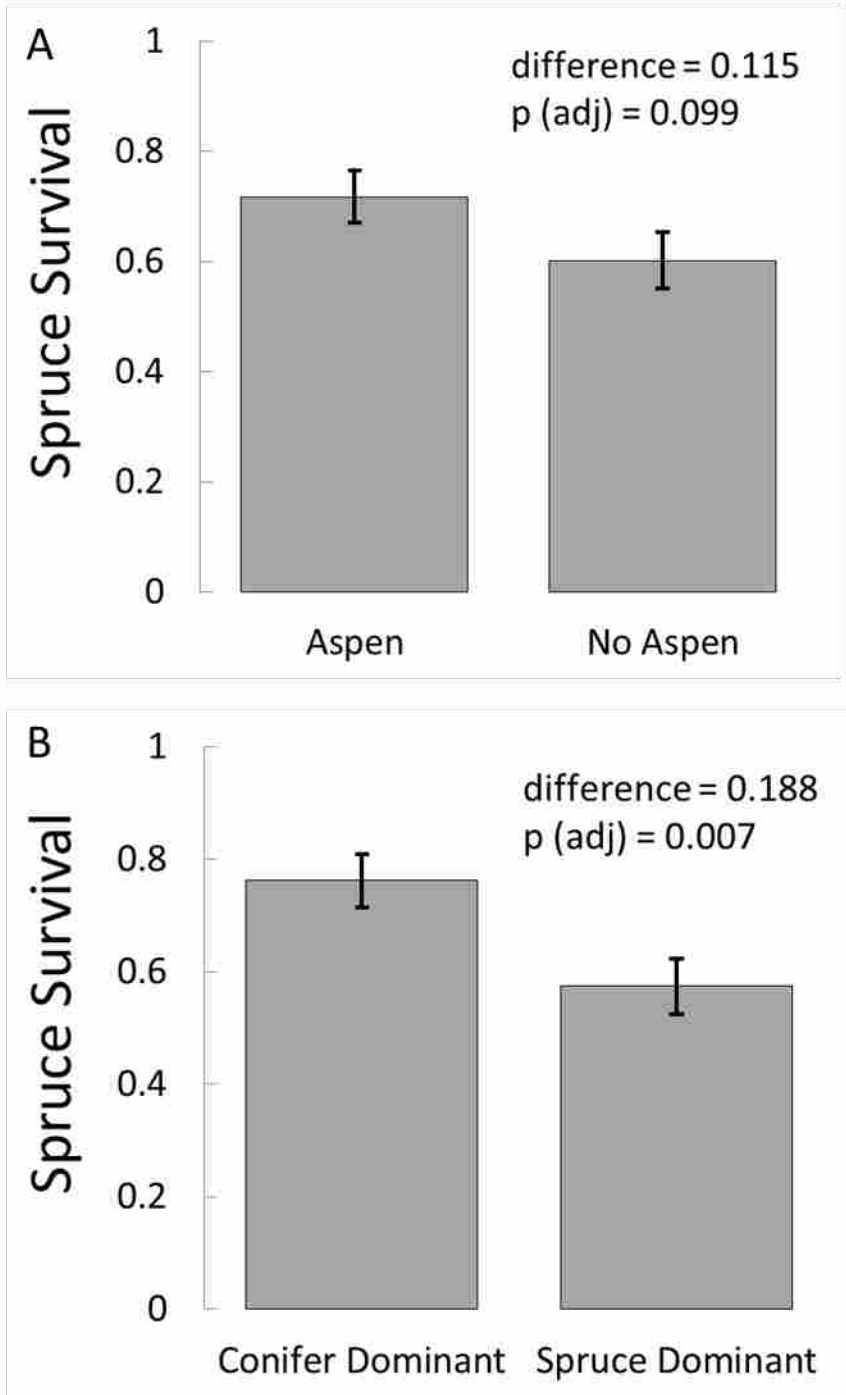 A
difference = 0.115
p (adj) = 0.099
Spruce Survival
1
0.8
0.6
0.4
0.2
0
Aspen No Aspen
B
difference = 0.188
p (adj) = 0.007
Spruce Survival
1
0.8
0.6
0.4
0.2
0
Conifer Dominant Spruce Dominant